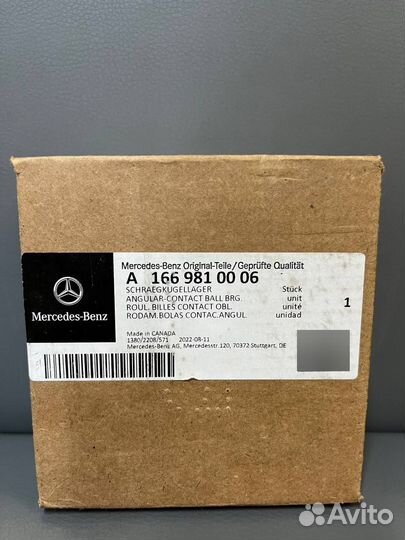 Mercedes-Benz Original-Teile/Geprüfte Qualität
A 166 981 00 06
SCHRAEGKUGELLAGER Stück
ANGULAR-CONTACT BALL BRG. unit
ROUL. BILLES CONTACT OBL. unité
RODAM.BOLAS CONTAC.ANGUL. unidad
1
Mercedes-Benz
Made in CANADA
1380/2208/571 2022-08-11
Mercedes-Benz AG, Mercedesstr.120, 70372 Stuttgart, DE
Avito